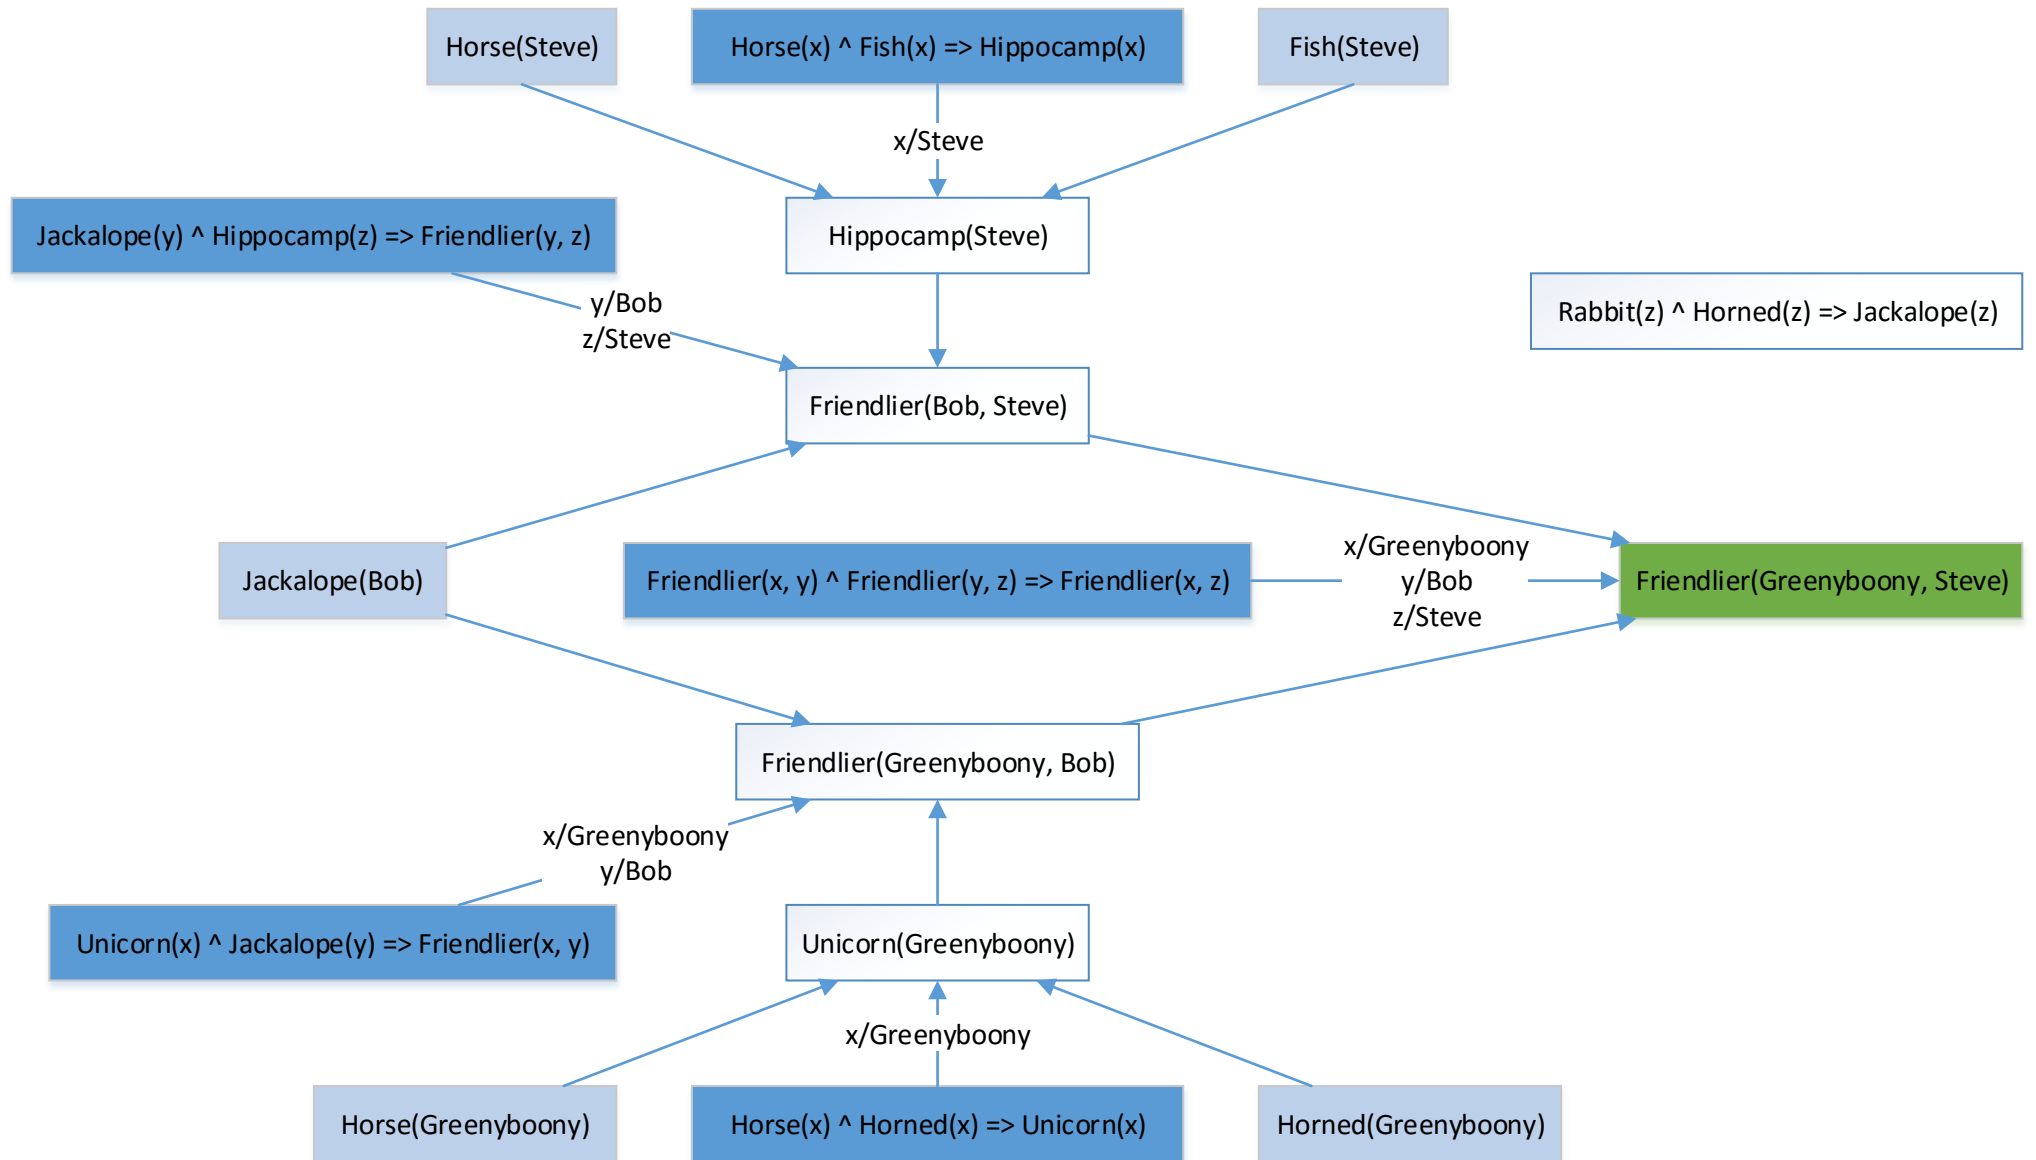 Horse(Steve)
Horse(x) ^ Fish(x) => Hippocamp(x)
Fish(Steve)
x/Steve
Jackalope(y) ^ Hippocamp(z) => Friendlier(y, z)
Hippocamp(Steve)
y/Bob
z/Steve
Rabbit(z) ^ Horned(z) => Jackalope(z)
Friendlier(Bob, Steve)
Jackalope(Bob)
Friendlier(x, y) ^ Friendlier(y, z) => Friendlier(x, z)
x/Greenyboony
y/Bob
z/Steve
Friendlier(Greenyboony, Steve)
Friendlier(Greenyboony, Bob)
x/Greenyboony
y/Bob
Unicorn(x) ^ Jackalope(y) => Friendlier(x, y)
Unicorn(Greenyboony)
x/Greenyboony
Horse(Greenyboony)
Horse(x) ^ Horned(x) => Unicorn(x)
Horned(Greenyboony)